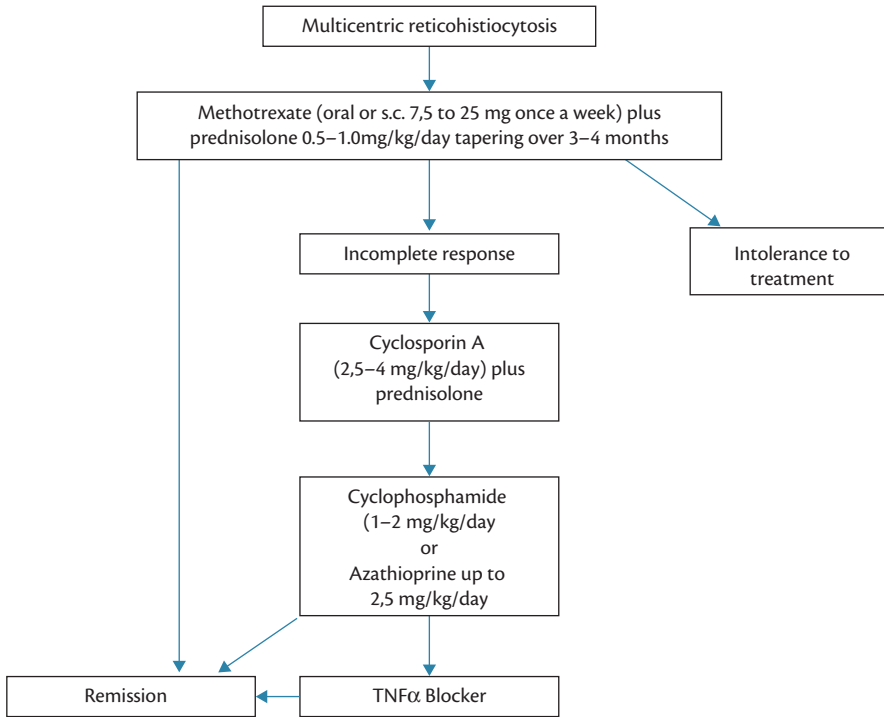 Multicentric reticohistiocytosis
Methotrexate (oral or s.c. 7,5 to 25 mg once a week) plus
prednisolone 0.5–1.0mg/kg/day tapering over 3–4 months
Incomplete response
Intolerance to
treatment
Cyclosporin A
(2,5–4 mg/kg/day) plus
prednisolone
Cyclophosphamide
(1–2 mg/kg/day
or
Azathioprine up to
2,5 mg/kg/day
Remission
TNFα Blocker